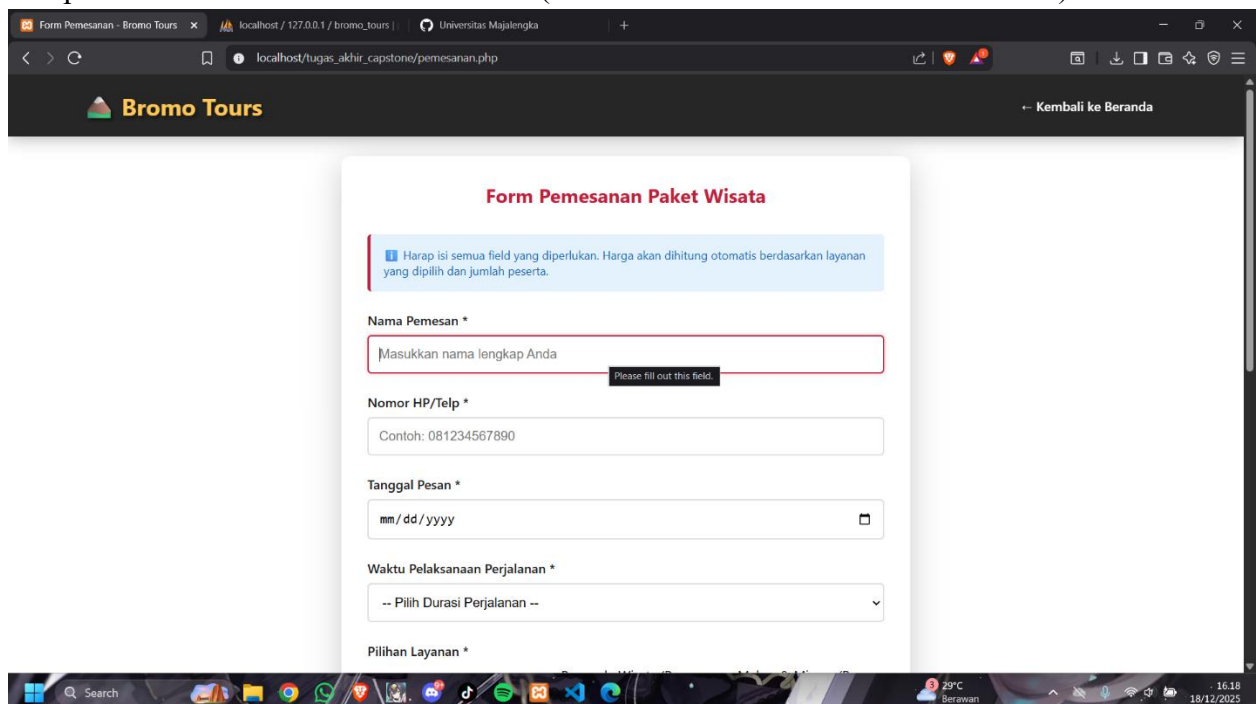 Form Pemesanan - Bromo Tours
localhost / 127.0.0.1 / bromo_tours |
Universitas Majalengka
localhost/tugas_akhir_capstone/pemesanan.php
Bromo Tours
← Kembali ke Beranda
Form Pemesanan Paket Wisata
Harap isi semua field yang diperlukan. Harga akan dihitung otomatis berdasarkan layanan
yang dipilih dan jumlah peserta.
Nama Pemesan *
Masukkan nama lengkap Anda
Please fill out this field.
Nomor HP/Telp *
Contoh: 081234567890
Tanggal Pesan *
mm/dd/yyyy
Waktu Pelaksanaan Perjalanan *
-- Pilih Durasi Perjalanan --
Pilihan Layanan *
Search
3
29°C
Berawan
16.18
18/12/2025